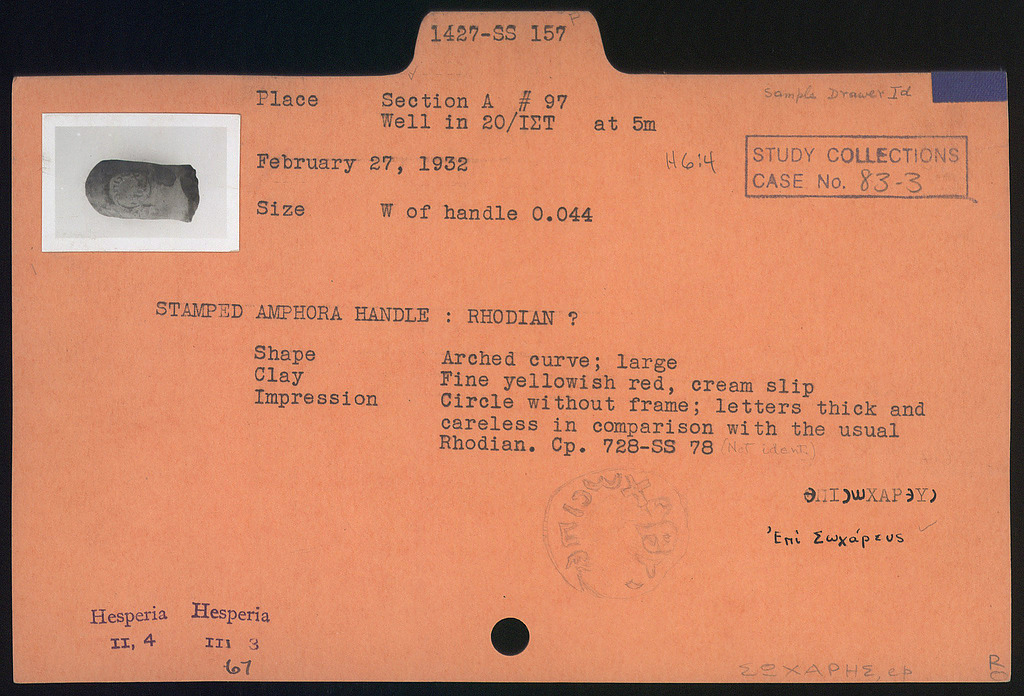 1427-SS 157 P
Sample Drawer Id
Place Section A # 97
Well in 20/ΙΣΤ at 5m
February 27, 1932
H 6:4
STUDY COLLECTIONS
CASE No. 83-3
Size W of handle 0.044
STAMPED AMPHORA HANDLE : RHODIAN ?
Shape Arched curve; large
Clay Fine yellowish red, cream slip
Impression Circle without frame; letters thick and
careless in comparison with the usual
Rhodian. Cp. 728-SS 78 (Not ident.)
϶ΠΙϽωΧΑΡ϶ΥϽ
Ἐπὶ Σωχάρευς
Hesperia Hesperia
II, 4 III 3
67
ΣΩΧΑΡΗΣ, ep